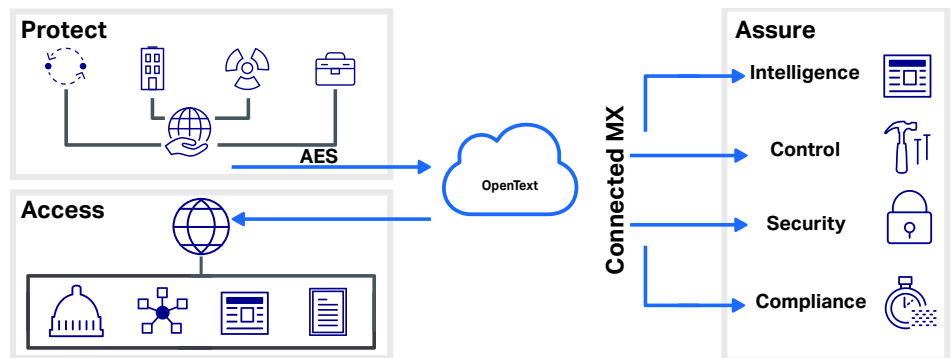 Protect
AES
Access
OpenText
Connected MX
Assure
Intelligence
Control
Security
Compliance